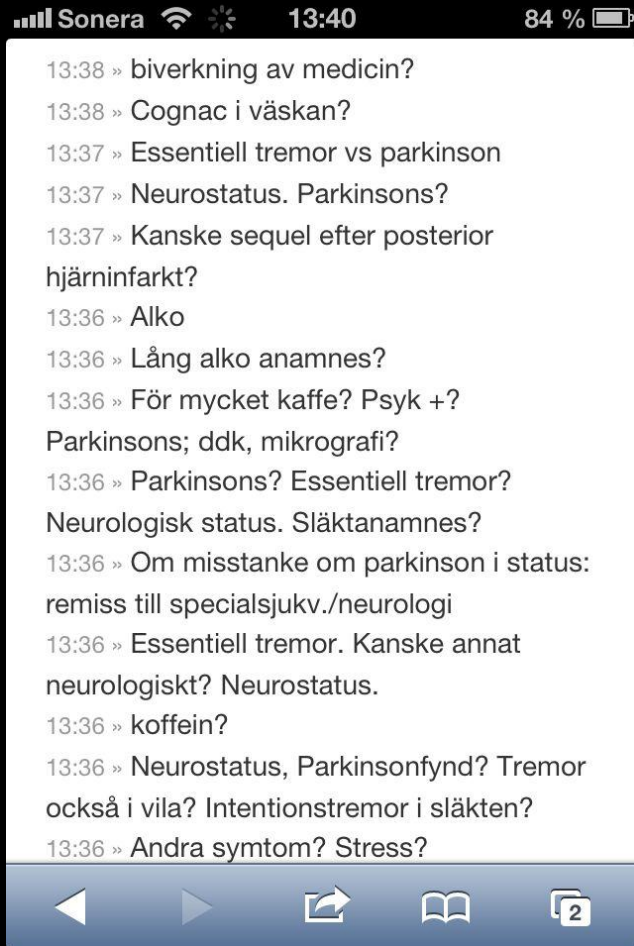 Sonera 13:40 84 %
13:38 » biverkning av medicin?
13:38 » Cognac i väskan?
13:37 » Essentiell tremor vs parkinson
13:37 » Neurostatus. Parkinsons?
13:37 » Kanske sequel efter posterior
hjärninfarkt?
13:36 » Alko
13:36 » Lång alko anamnes?
13:36 » För mycket kaffe? Psyk +?
Parkinsons; ddk, mikrografi?
13:36 » Parkinsons? Essentiell tremor?
Neurologisk status. Släktanamnes?
13:36 » Om misstanke om parkinson i status:
remiss till specialsjukv./neurologi
13:36 » Essentiell tremor. Kanske annat
neurologiskt? Neurostatus.
13:36 » koffein?
13:36 » Neurostatus, Parkinsonfynd? Tremor
också i vila? Intentionstremor i släkten?
13:36 » Andra symtom? Stress?
2